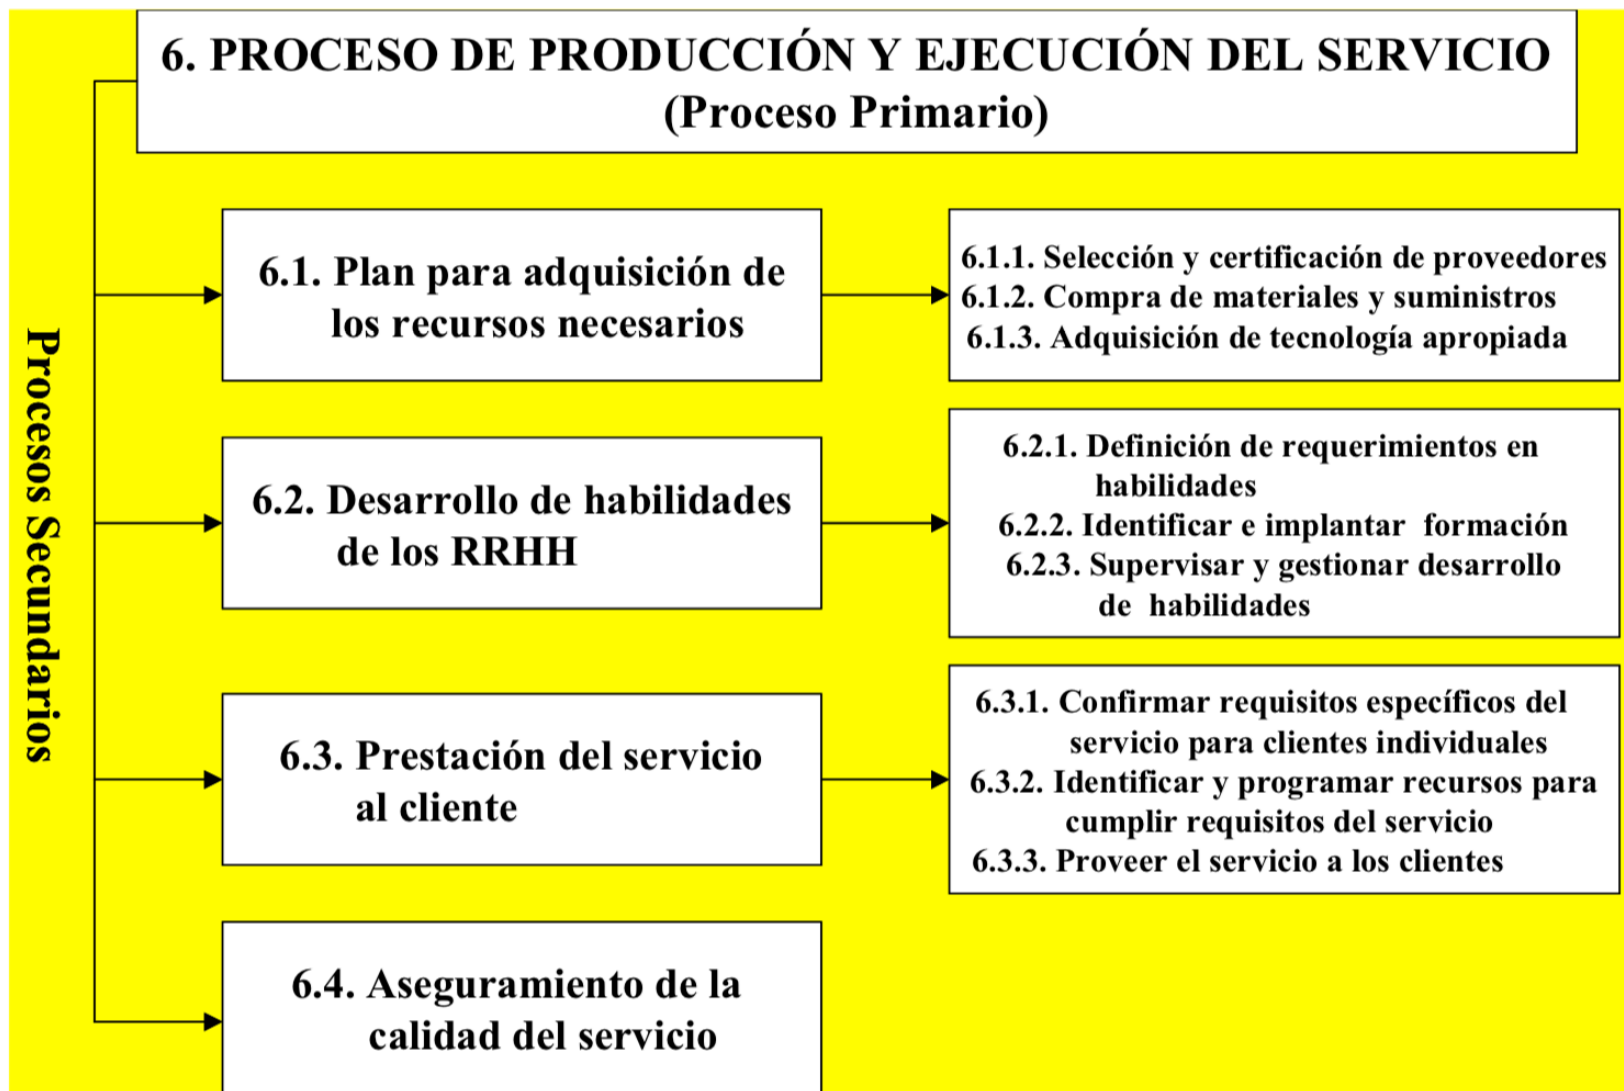 6. PROCESO DE PRODUCCIÓN Y EJECUCIÓN DEL SERVICIO
(Proceso Primario)
Procesos Secundarios
6.1. Plan para adquisición de
los recursos necesarios
6.1.1. Selección y certificación de proveedores
6.1.2. Compra de materiales y suministros
6.1.3. Adquisición de tecnología apropiada
6.2. Desarrollo de habilidades
de los RRHH
6.2.1. Definición de requerimientos en
habilidades
6.2.2. Identificar e implantar formación
6.2.3. Supervisar y gestionar desarrollo
de habilidades
6.3. Prestación del servicio
al cliente
6.3.1. Confirmar requisitos específicos del
servicio para clientes individuales
6.3.2. Identificar y programar recursos para
cumplir requisitos del servicio
6.3.3. Proveer el servicio a los clientes
6.4. Aseguramiento de la
calidad del servicio